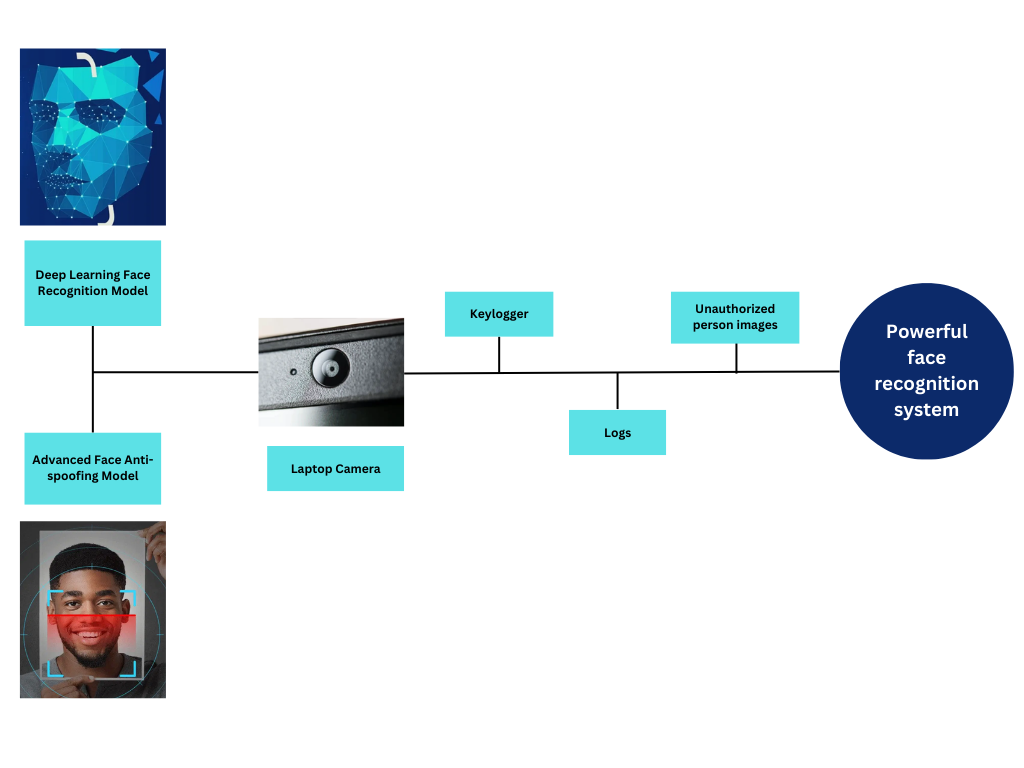 Deep Learning Face
Recognition Model
Advanced Face Anti-
spoofing Model
Laptop Camera
Keylogger
Logs
Unauthorized
person images
Powerful
face
recognition
system